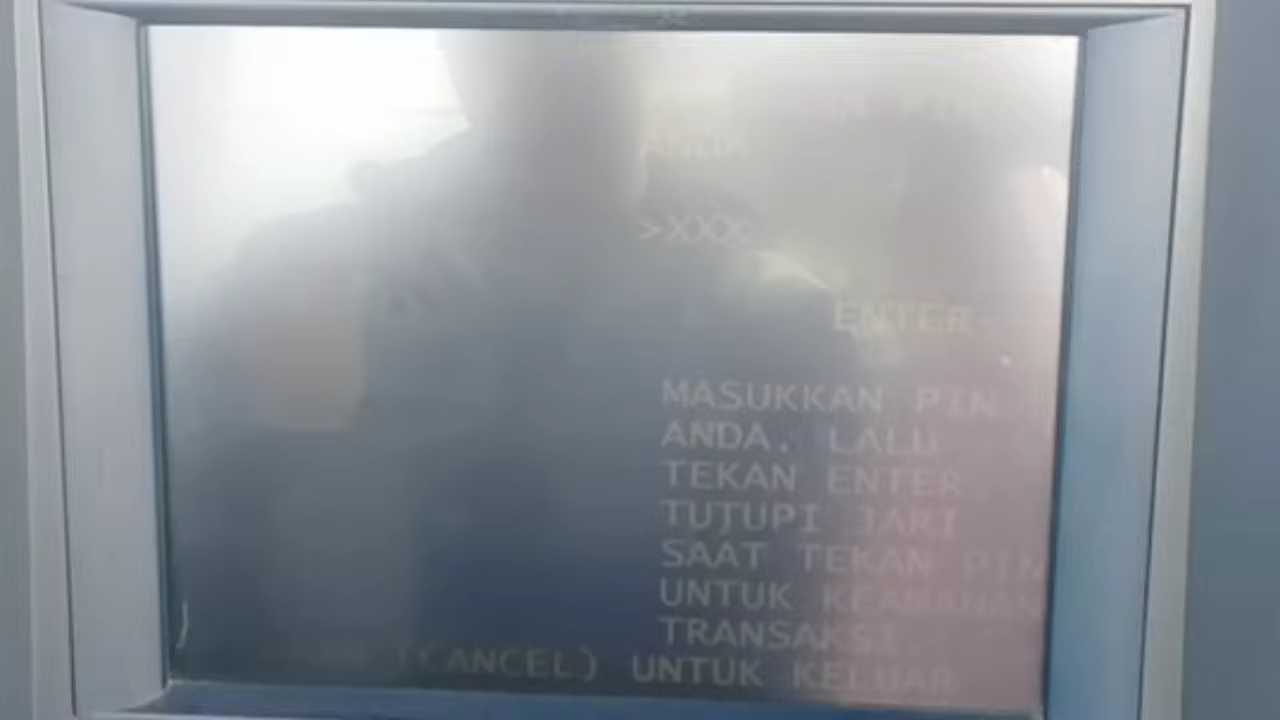 PIN
ANDA
>XXX
ENTER-
MASUKKAN PIN
ANDA. LALU
TEKAN ENTER
TUTUPI JARI
SAAT TEKAN PIN
UNTUK KEAMANAN
TRANSAKSI.
(CANCEL) UNTUK KELUAR